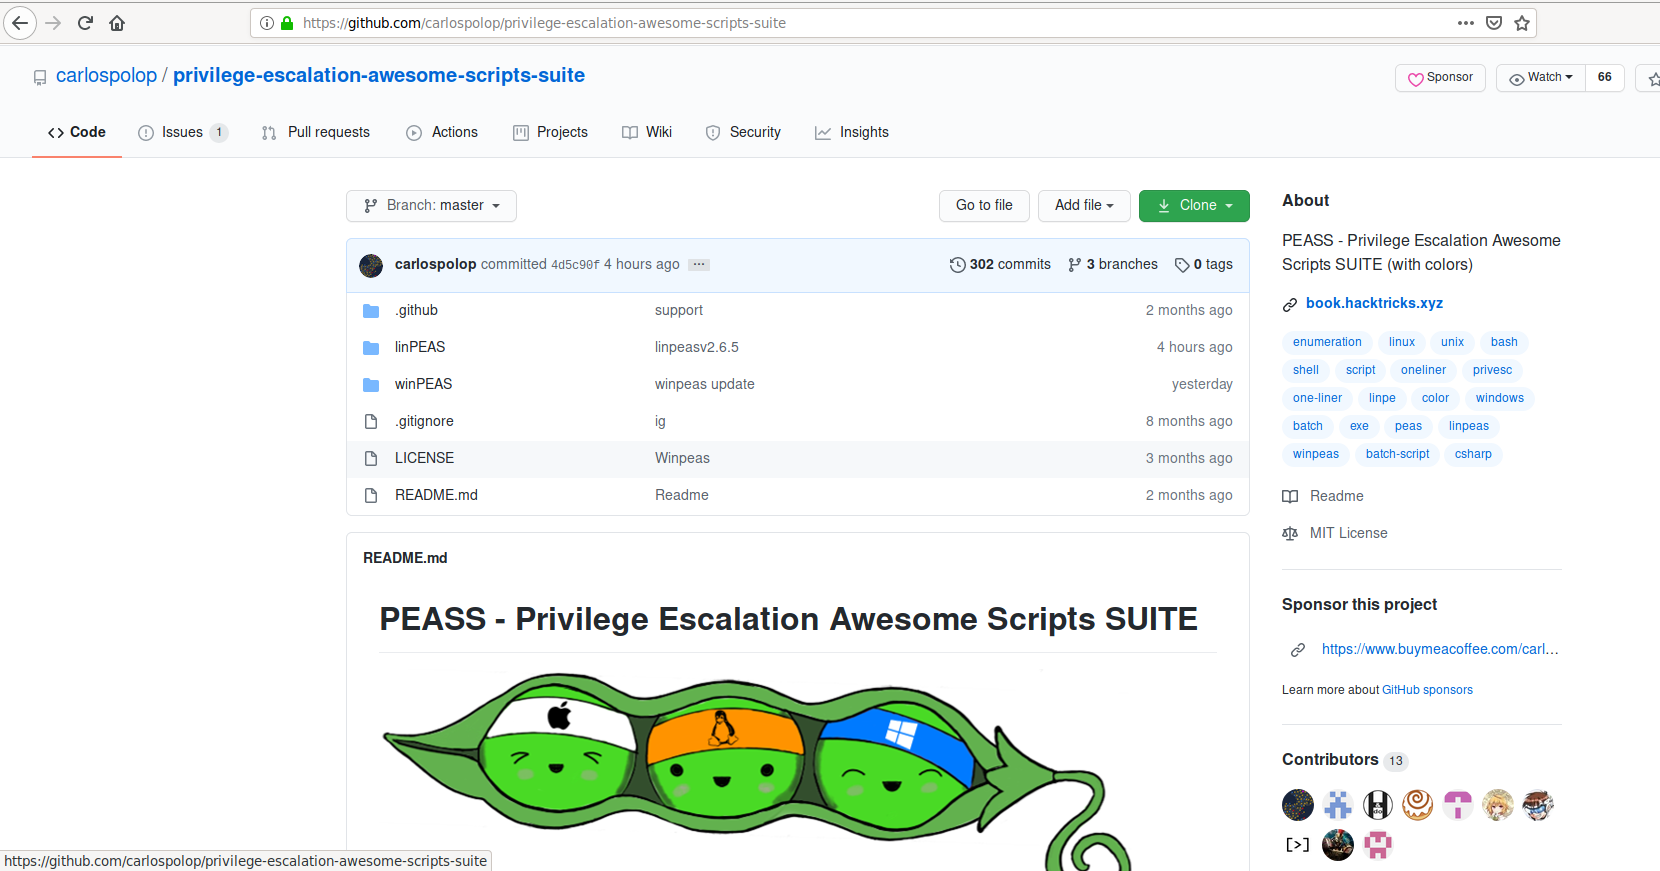 https://github.com/carlospolop/privilege-escalation-awesome-scripts-suite
carlospolop / privilege-escalation-awesome-scripts-suite
Sponsor
Watch
66
Code
Issues 1
Pull requests
Actions
Projects
Wiki
Security
Insights
Branch: master
Go to file
Add file
Clone
carlospolop committed 4d5c90f 4 hours ago
302 commits
3 branches
0 tags
.github support 2 months ago
linPEAS linpeasv2.6.5 4 hours ago
winPEAS winpeas update yesterday
.gitignore ig 8 months ago
LICENSE Winpeas 3 months ago
README.md Readme 2 months ago
README.md
PEASS - Privilege Escalation Awesome Scripts SUITE
About
PEASS - Privilege Escalation Awesome
Scripts SUITE (with colors)
book.hacktricks.xyz
enumeration linux unix bash
shell script oneliner privesc
one-liner linpe color windows
batch exe peas linpeas
winpeas batch-script csharp
Readme
MIT License
Sponsor this project
https://www.buymeacoffee.com/carl...
Learn more about GitHub sponsors
Contributors 13
https://github.com/carlospolop/privilege-escalation-awesome-scripts-suite